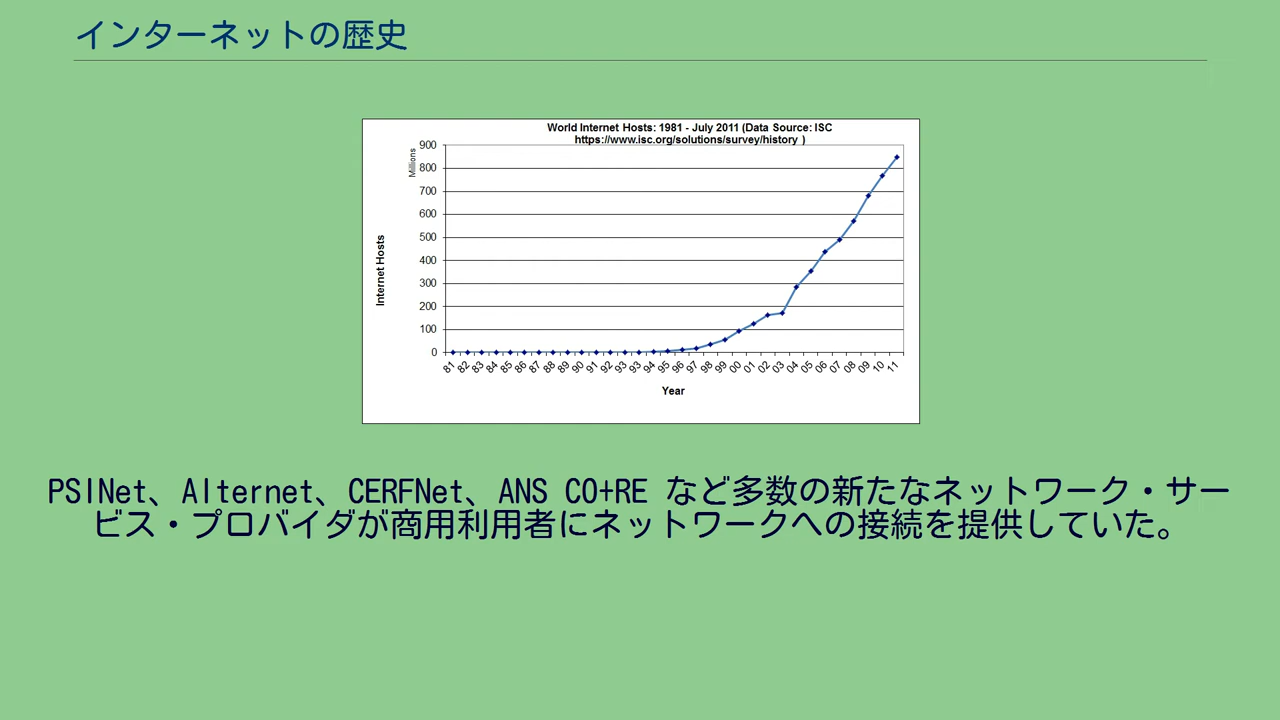 インターネットの歴史
World Internet Hosts: 1981 - July 2011 (Data Source: ISC
https://www.isc.org/solutions/survey/history )
Millions
900
800
700
600
500
400
300
200
100
0
Internet Hosts
81 82 83 84 85 86 87 88 89 90 91 92 93 93 94 95 96 97 98 99 00 01 02 03 04 05 06 07 08 09 10 11
Year
PSINet、Alternet、CERFNet、ANS CO+RE など多数の新たなネットワーク・サー
ビス・プロバイダが商用利用者にネットワークへの接続を提供していた。